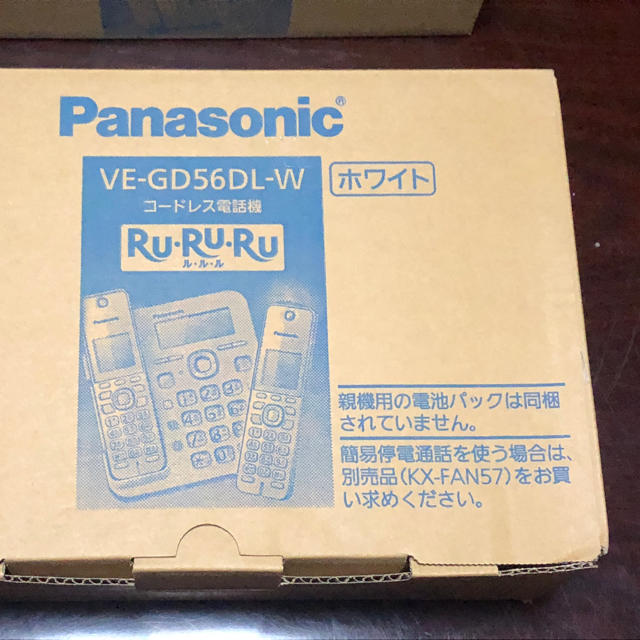 Panasonic®
VE-GD56DL-W
ホワイト
コードレス電話機
RU・RU・RU
ル・ル・ル
Panasonic
Panasonic
親機用の電池パックは同梱
されていません。
簡易停電通話を使う場合は、
別売品(KX-FAN57)をお買
い求めください。